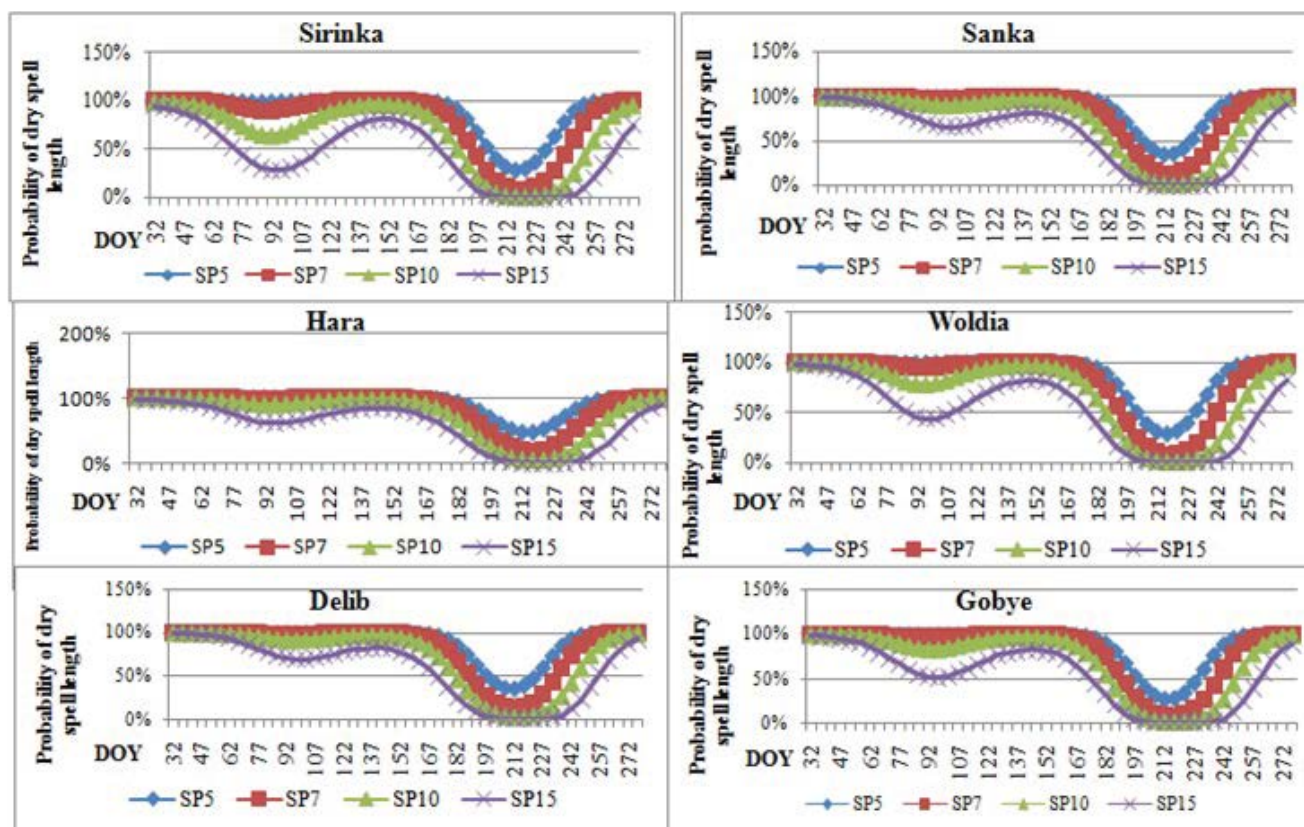 Sirinka
Probability of dry spell length
150%
100%
50%
0%
DOY
32 47 62 77 92 107 122 137 152 167 182 197 212 227 242 257 272
SP5 SP7 SP10 SP15
Sanka
probability of dry spell length
150%
100%
50%
0%
DOY
32 47 62 77 92 107 122 137 152 167 182 197 212 227 242 257 272
SP5 SP7 SP10 SP15
Hara
Probability of dry spell length
200%
100%
0%
DOY
32 47 62 77 92 107 122 137 152 167 182 197 212 227 242 257 272
SP5 SP7 SP10 SP15
Woldia
Probability of dry spell length
150%
100%
50%
0%
DOY
32 47 62 77 92 107 122 137 152 167 182 197 212 227 242 257 272
SP5 SP7 SP10 SP15
Delib
Probability of dry spell length
150%
100%
50%
0%
DOY
32 47 62 77 92 107 122 137 152 167 182 197 212 227 242 257 272
SP5 SP7 SP10 SP15
Gobye
Probability of dry spell length
150%
100%
50%
0%
DOY
32 47 62 77 92 107 122 137 152 167 182 197 212 227 242 257 272
SP5 SP7 SP10 SP15